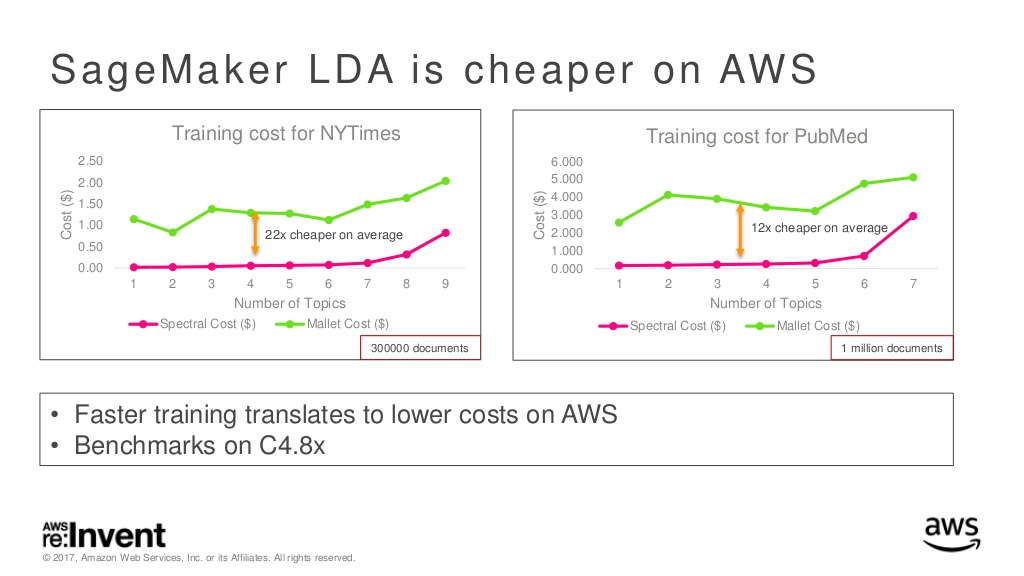 SageMaker LDA is cheaper on AWS
Training cost for NYTimes
2.50
2.00
1.50
1.00
0.50
0.00
Cost ($)
22x cheaper on average
1 2 3 4 5 6 7 8 9
Number of Topics
Spectral Cost ($) Mallet Cost ($)
300000 documents
Training cost for PubMed
6.000
5.000
4.000
3.000
2.000
1.000
0.000
Cost ($)
12x cheaper on average
1 2 3 4 5 6 7
Number of Topics
Spectral Cost ($) Mallet Cost ($)
1 million documents
• Faster training translates to lower costs on AWS
• Benchmarks on C4.8x
AWS
re:Invent
aws
© 2017, Amazon Web Services, Inc. or its Affiliates. All rights reserved.